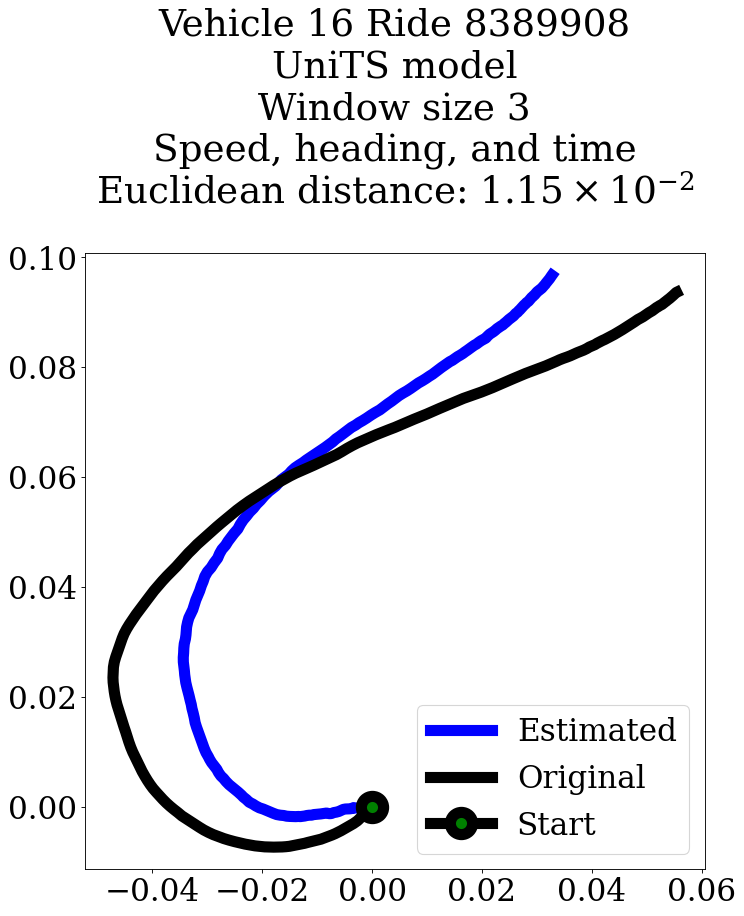 Vehicle 16 Ride 8389908
UniTS model
Window size 3
Speed, heading, and time
Euclidean distance: 1.15 × 10⁻²
0.10
0.08
0.06
0.04
0.02
0.00
Estimated
Original
Start
−0.04 −0.02 0.00 0.02 0.04 0.06